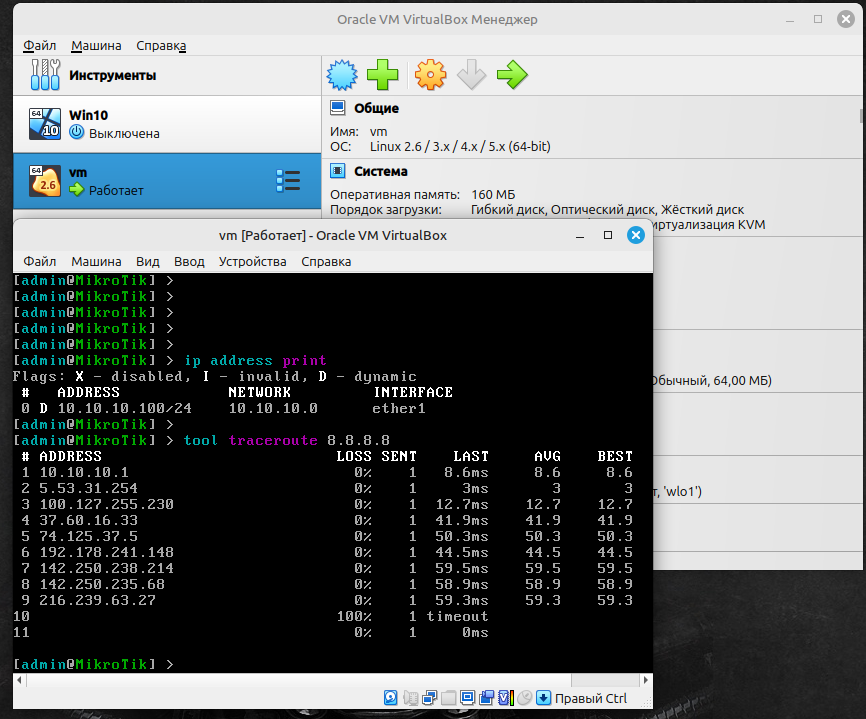 Oracle VM VirtualBox Менеджер
Файл Машина Справка
Инструменты
64 10 Win10
Выключена
64 2.6 vm
Работает
Общие
Имя: vm
ОС: Linux 2.6 / 3.x / 4.x / 5.x (64-bit)
Система
Оперативная память: 160 МБ
Порядок загрузки: Гибкий диск, Оптический диск, Жёсткий диск
иртуализация KVM
Обычный, 64,00 МБ)
т, 'wlo1')
vm [Работает] - Oracle VM VirtualBox
Файл Машина Вид Ввод Устройства Справка
[admin@MikroTik] >
[admin@MikroTik] >
[admin@MikroTik] >
[admin@MikroTik] >
[admin@MikroTik] >
[admin@MikroTik] > ip address print
Flags: X - disabled, I - invalid, D - dynamic
# ADDRESS NETWORK INTERFACE
0 D 10.10.10.100/24 10.10.10.0 ether1
[admin@MikroTik] >
[admin@MikroTik] > tool traceroute 8.8.8.8
# ADDRESS LOSS SENT LAST AVG BEST
1 10.10.10.1 0% 1 8.6ms 8.6 8.6
2 5.53.31.254 0% 1 3ms 3 3
3 100.127.255.230 0% 1 12.7ms 12.7 12.7
4 37.60.16.33 0% 1 41.9ms 41.9 41.9
5 74.125.37.5 0% 1 50.3ms 50.3 50.3
6 192.178.241.148 0% 1 44.5ms 44.5 44.5
7 142.250.238.214 0% 1 59.5ms 59.5 59.5
8 142.250.235.68 0% 1 58.9ms 58.9 58.9
9 216.239.63.27 0% 1 59.3ms 59.3 59.3
10 100% 1 timeout
11 0% 1 0ms
[admin@MikroTik] >
Правый Ctrl